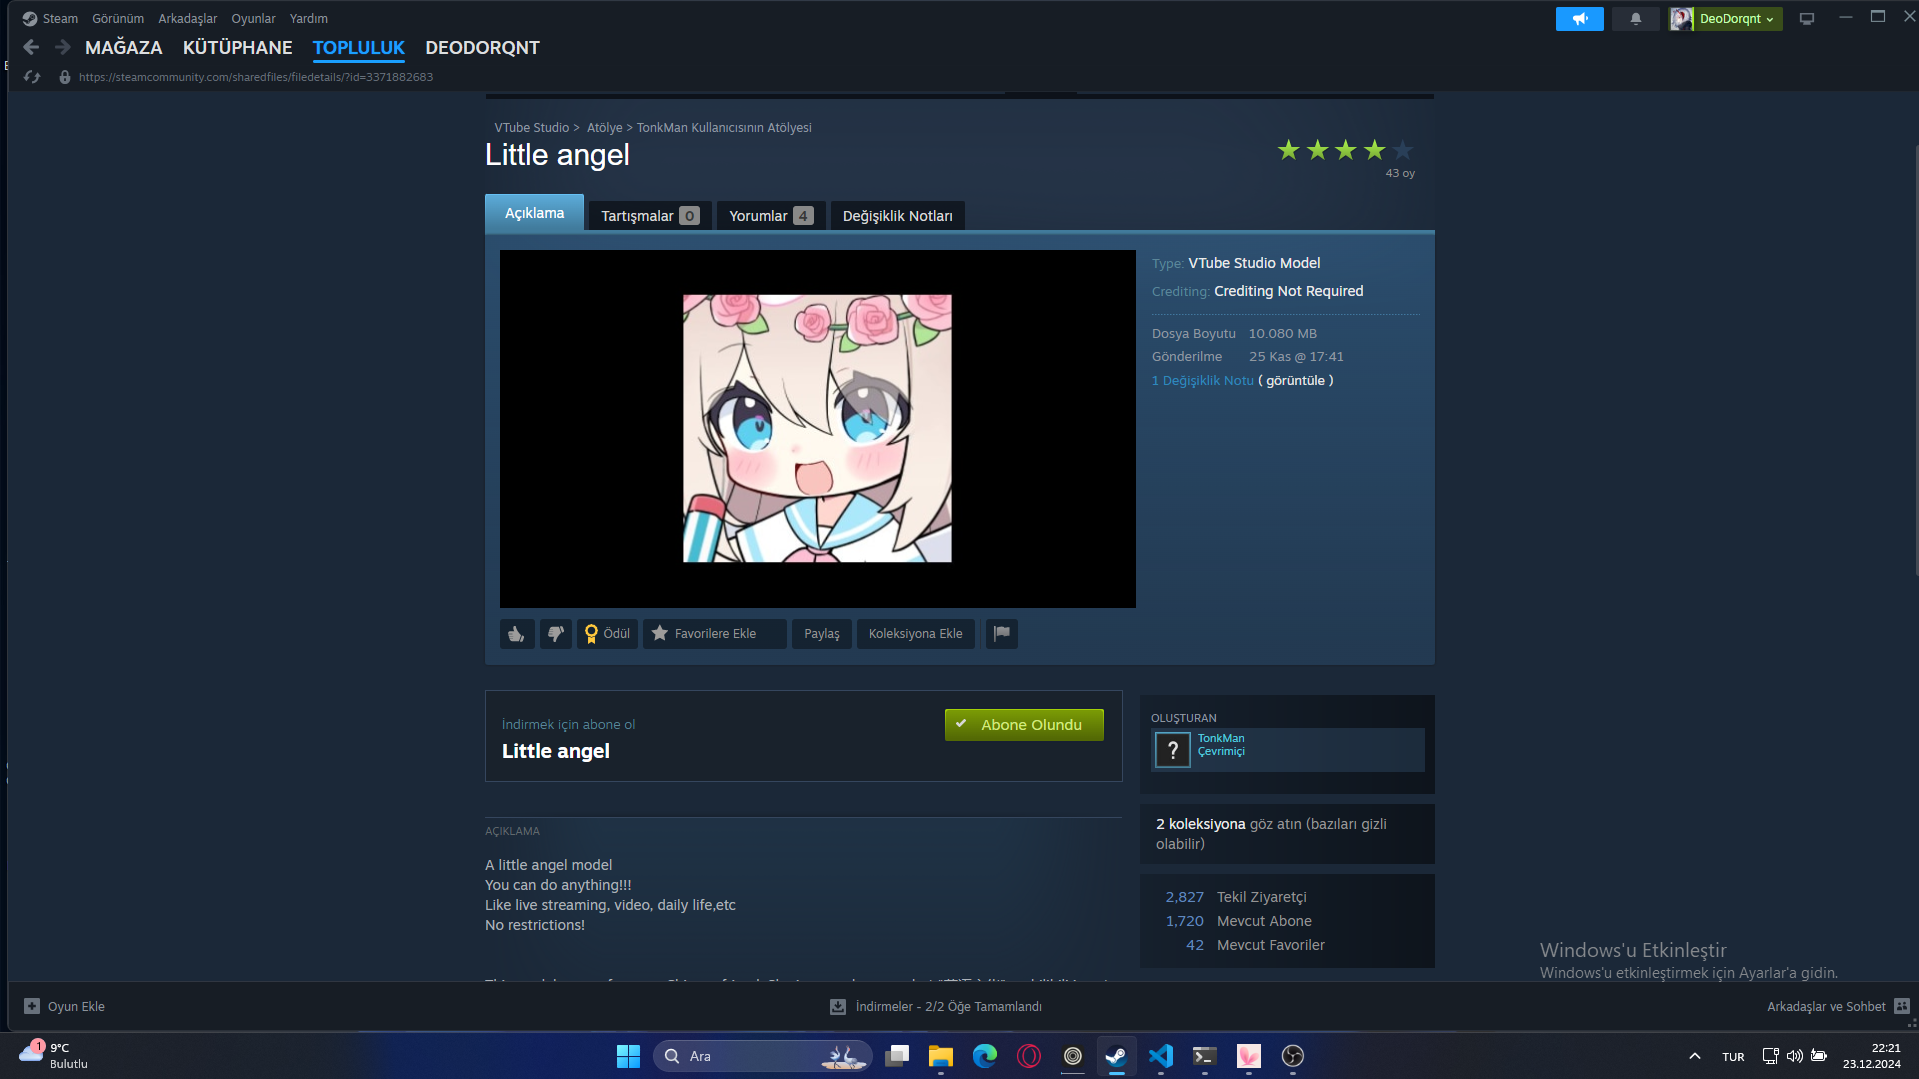 Steam Görünüm Arkadaşlar Oyunlar Yardım
DeoDorqnt
MAĞAZA KÜTÜPHANE TOPLULUK DEODORQNT
https://steamcommunity.com/sharedfiles/filedetails/?id=3371882683
VTube Studio > Atölye > TonkMan Kullanıcısının Atölyesi
Little angel
43 oy
Açıklama Tartışmalar 0 Yorumlar 4 Değişiklik Notları
Type: VTube Studio Model
Crediting: Crediting Not Required
Dosya Boyutu 10.080 MB
Gönderilme 25 Kas @ 17:41
1 Değişiklik Notu ( görüntüle )
Ödül Favorilere Ekle Paylaş Koleksiyona Ekle
İndirmek için abone ol
Little angel
Abone Olundu
OLUŞTURAN
?
TonkMan
Çevrimiçi
2 koleksiyona göz atın (bazıları gizli
olabilir)
2,827 Tekil Ziyaretçi
1,720 Mevcut Abone
42 Mevcut Favoriler
AÇIKLAMA
A little angel model
You can do anything!!!
Like live streaming, video, daily life,etc
No restrictions!
Windows'u Etkinleştir
Windows'u etkinleştirmek için Ayarlar'a gidin.
Oyun Ekle
İndirmeler - 2/2 Öğe Tamamlandı
Arkadaşlar ve Sohbet
1
9°C
Bulutlu
Ara
TUR
22:21
23.12.2024